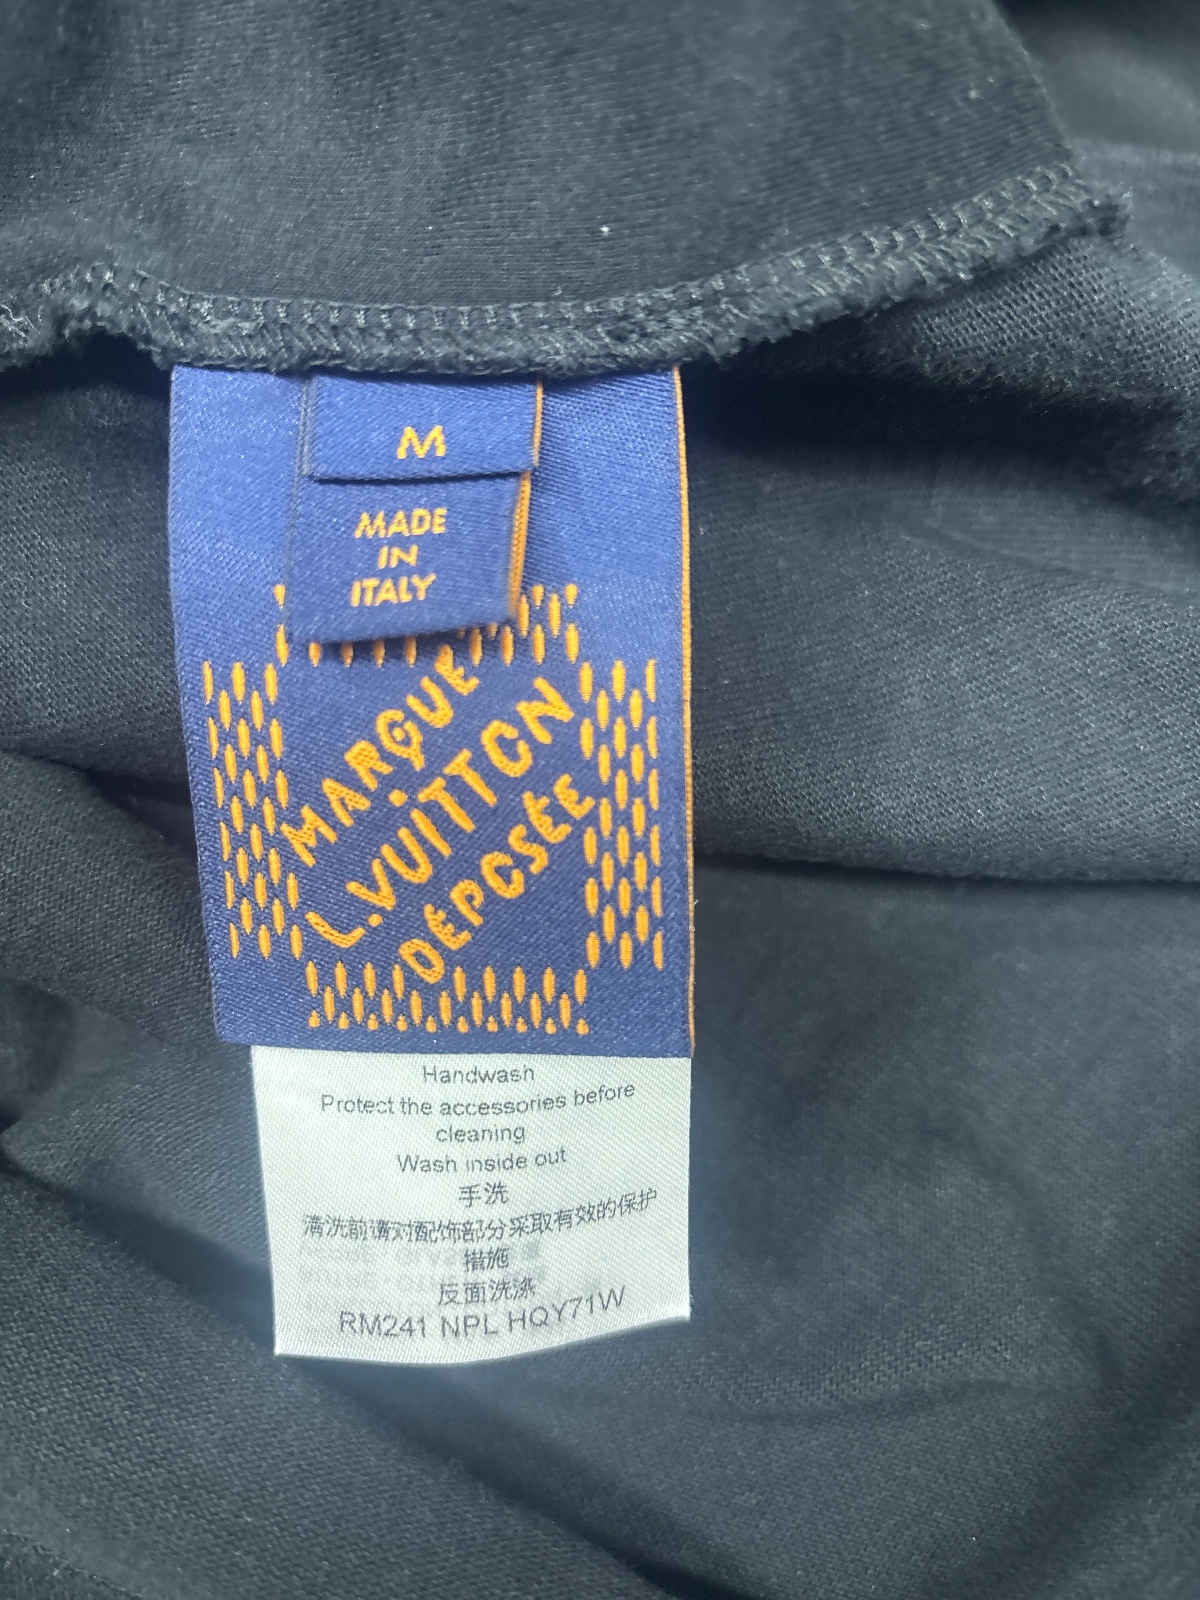 M
MADE
IN
ITALY
MARQUE
L.VUITTON
DÉPOSÉE
Handwash
Protect the accessories before
cleaning
Wash inside out
手洗
清洗前请对配饰部分采取有效的保护
措施
反面洗涤
RM241 NPL HQY71W